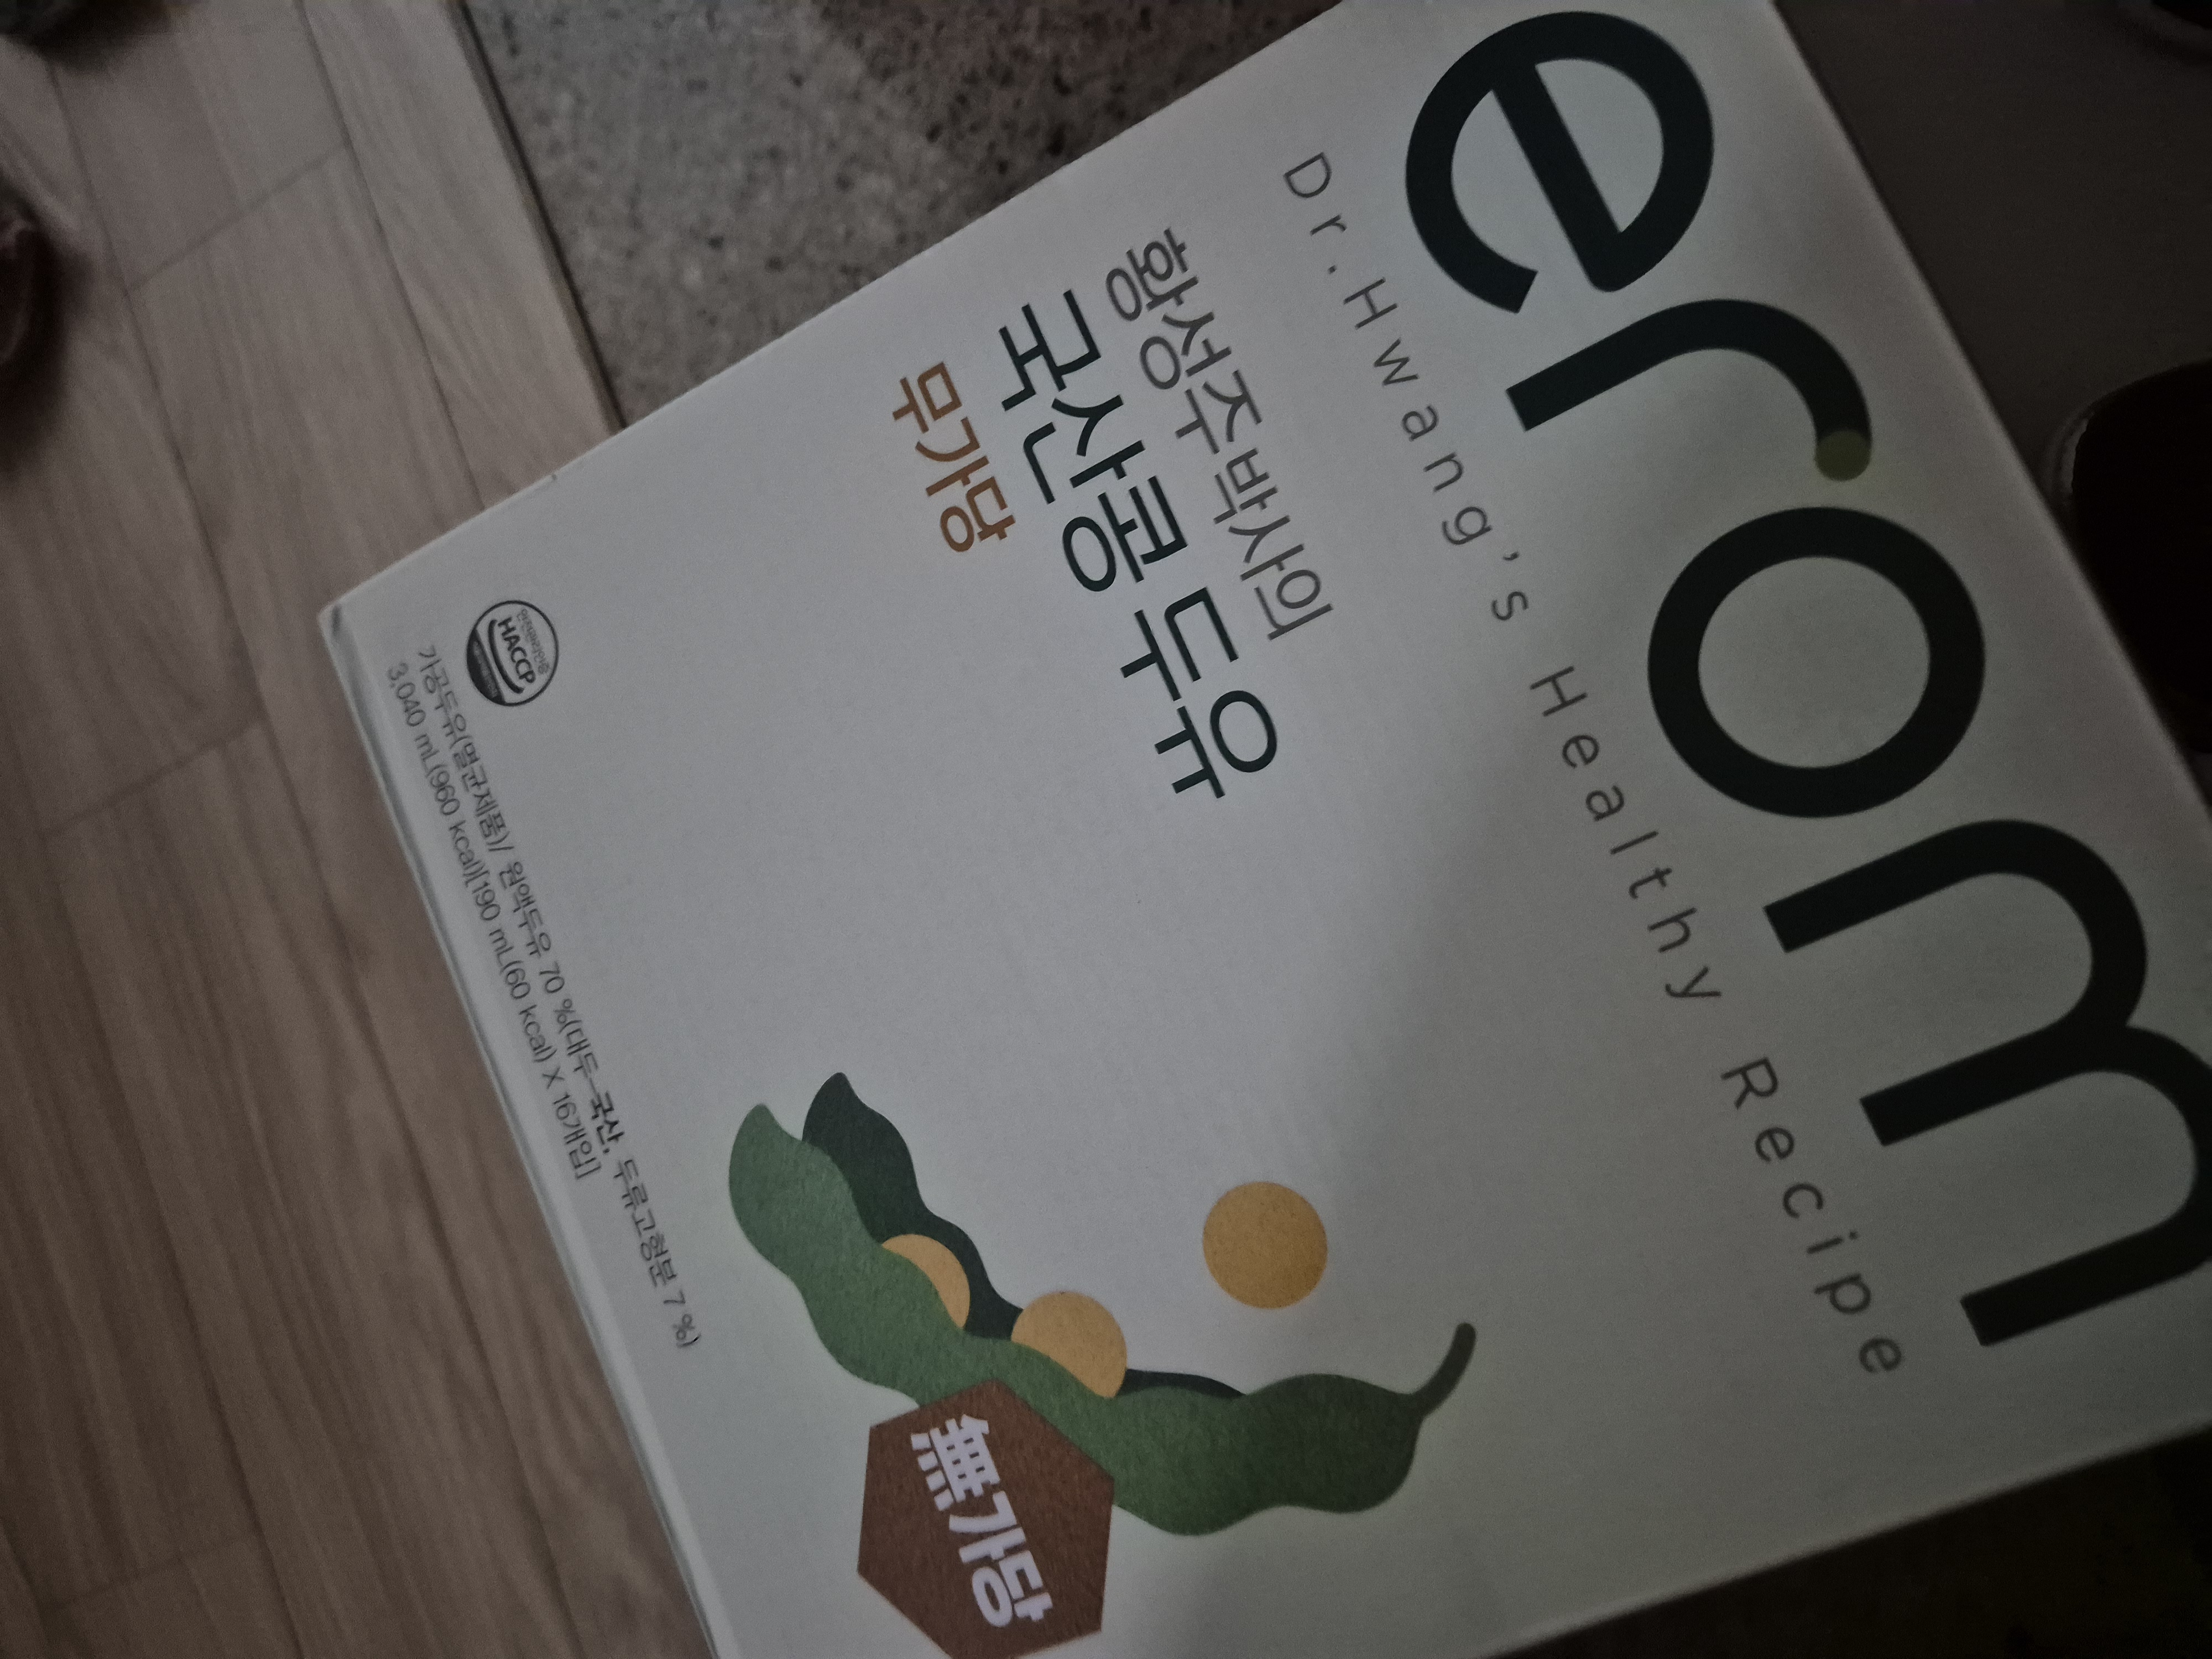 erom
Dr.Hwang's Healthy Recipe
황성주박사의
국산콩 두유
무가당
無가당
HACCP
가공두유(멸균제품)/ 원액두유 70 %(대두-국산, 두류고형분 7 %)
3,040 mL(960 kcal)[190 mL(60 kcal) X 16개입]